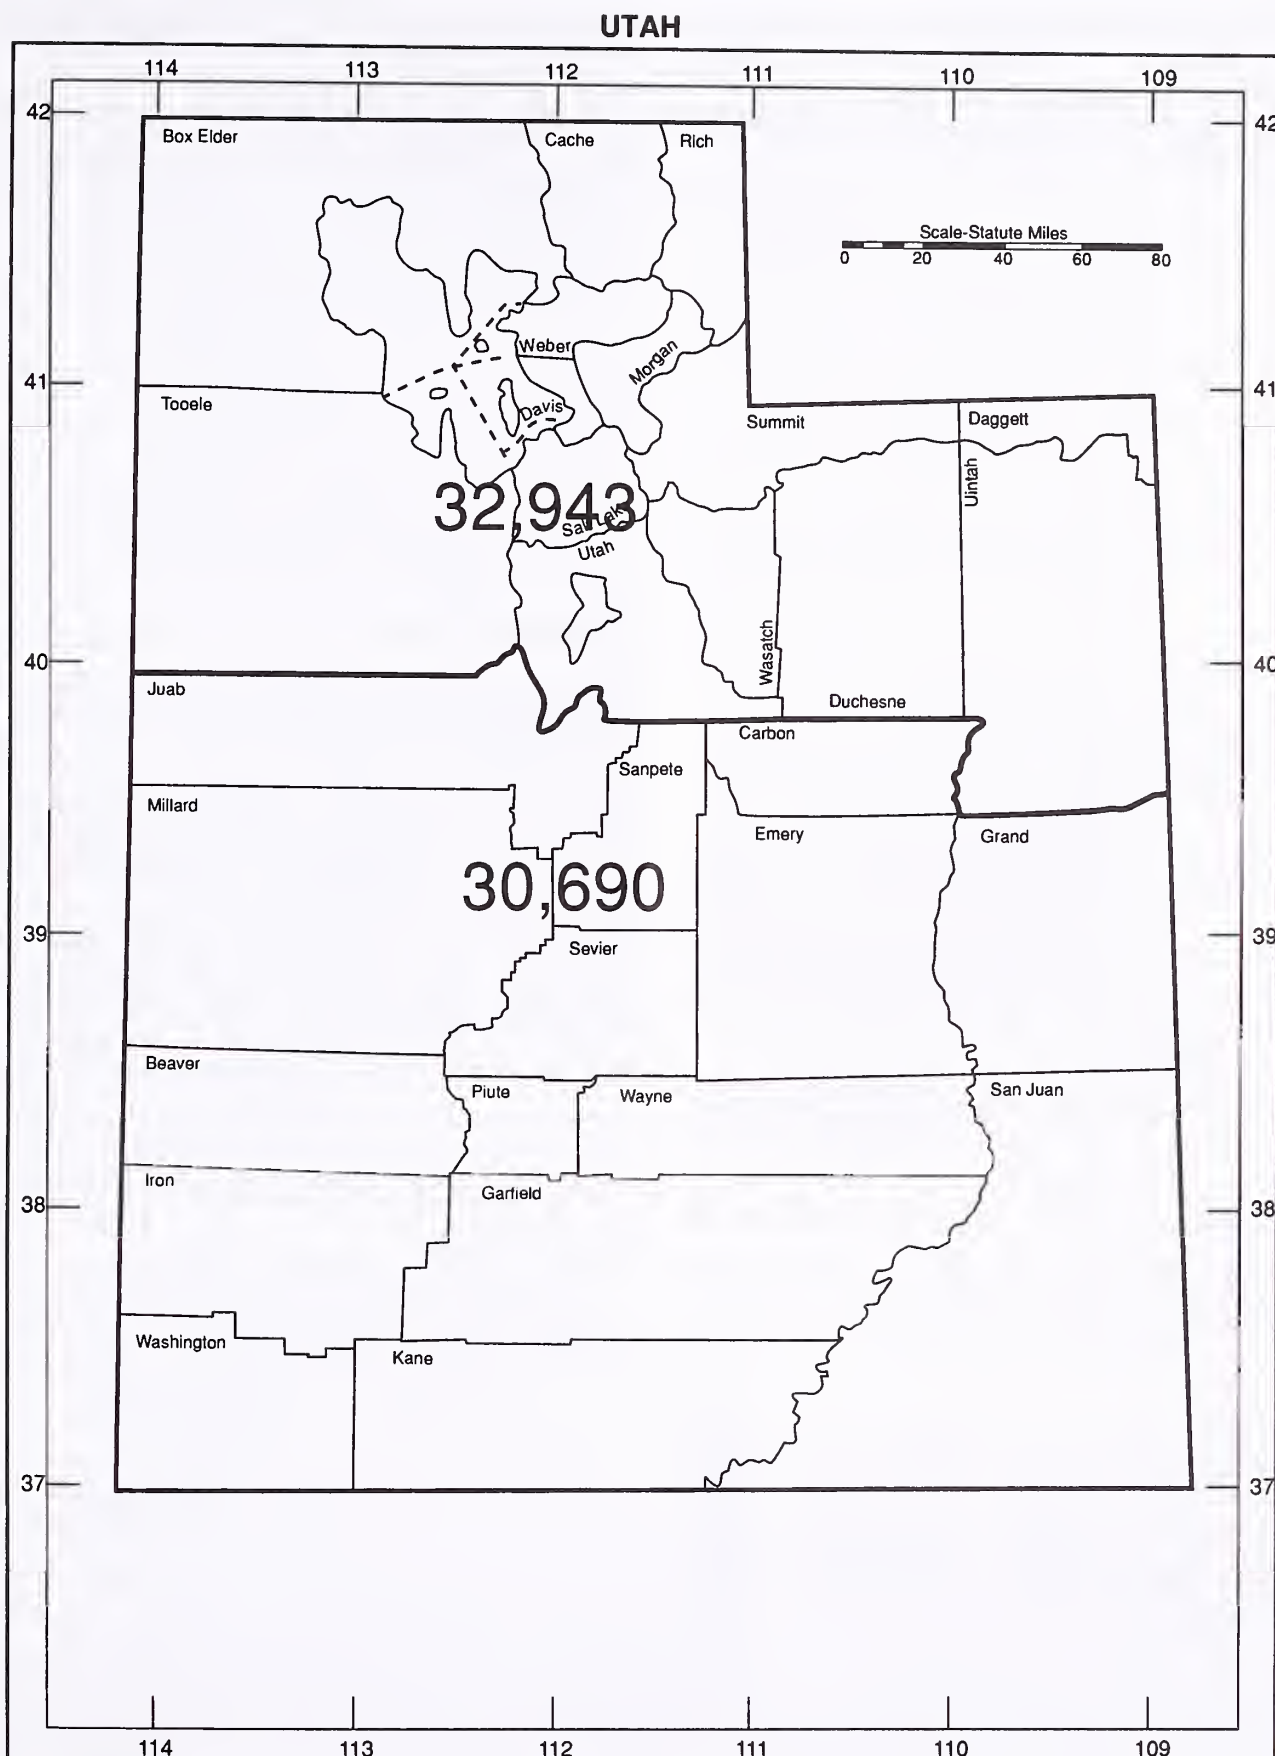 UTAH
114 113 112 111 110 109
42 42
Box Elder Cache Rich
Scale-Statute Miles
0 20 40 60 80
Weber
Morgan
41 41
Tooele Davis Summit Daggett
Uintah
32,943
Salt Lake
Utah
Wasatch
40 40
Juab Duchesne
Carbon
Sanpete
Millard Emery Grand
30,690
39 39
Sevier
Beaver Piute Wayne San Juan
Iron Garfield
38 38
Washington Kane
37 37
114 113 112 111 110 109